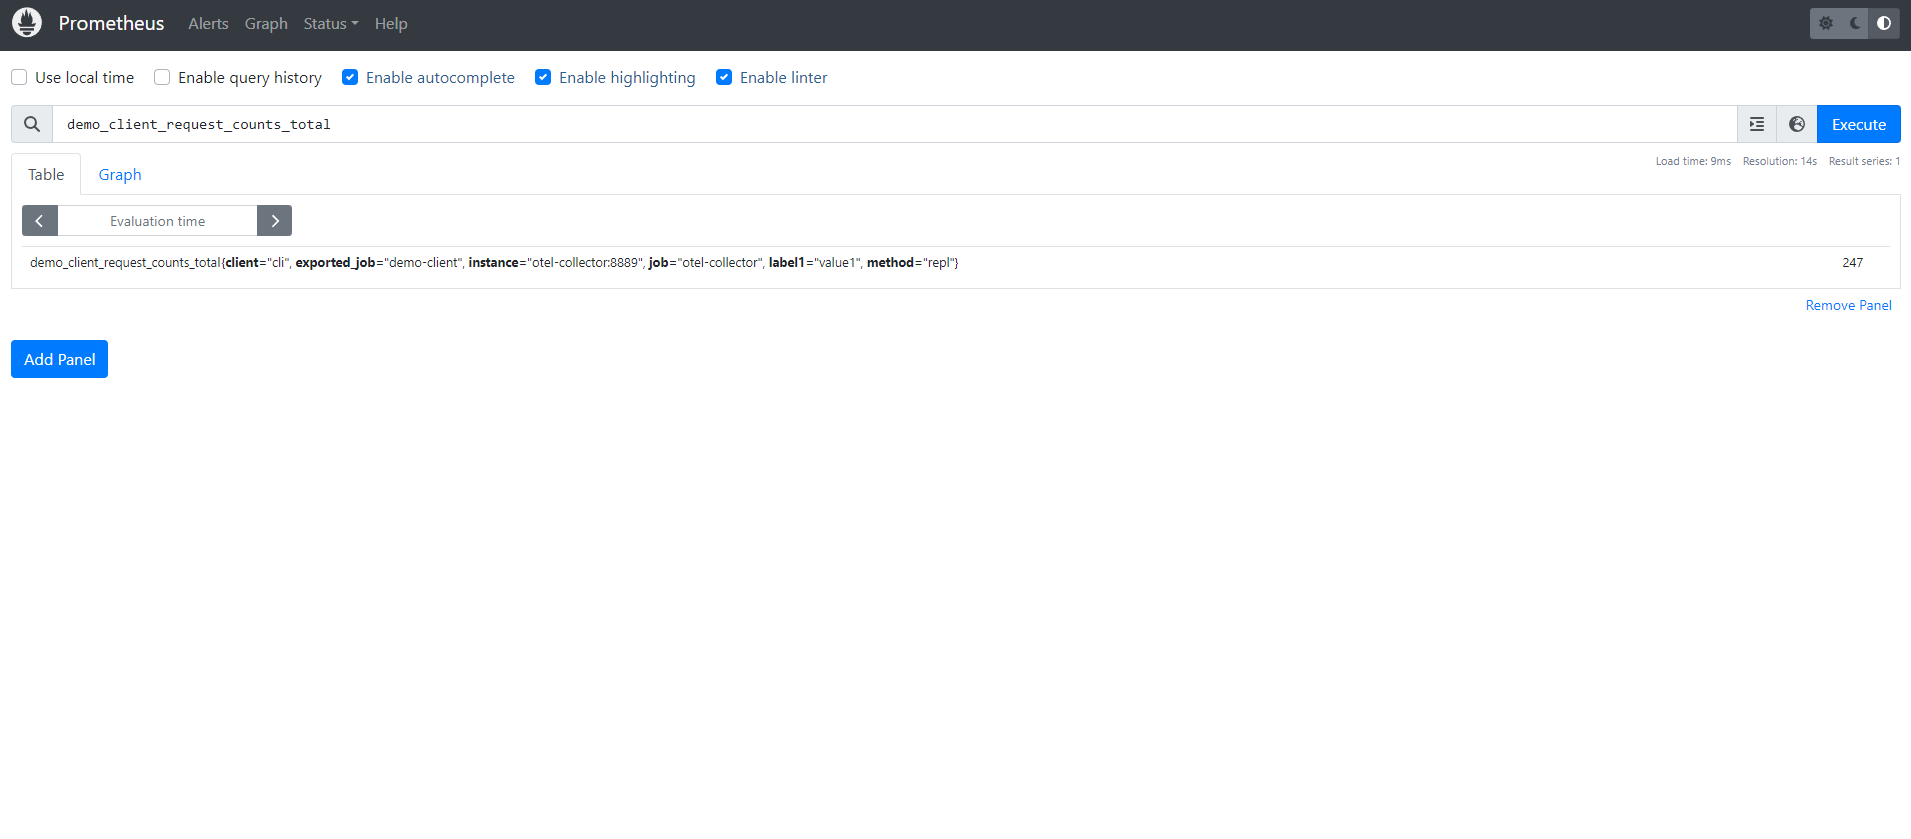 Prometheus Alerts Graph Status Help
Use local time Enable query history Enable autocomplete Enable highlighting Enable linter
demo_client_request_counts_total Execute
Table Graph Load time: 9ms Resolution: 14s Result series: 1
Evaluation time
demo_client_request_counts_total{client="cli", exported_job="demo-client", instance="otel-collector:8889", job="otel-collector", label1="value1", method="repl"} 247
Remove Panel
Add Panel